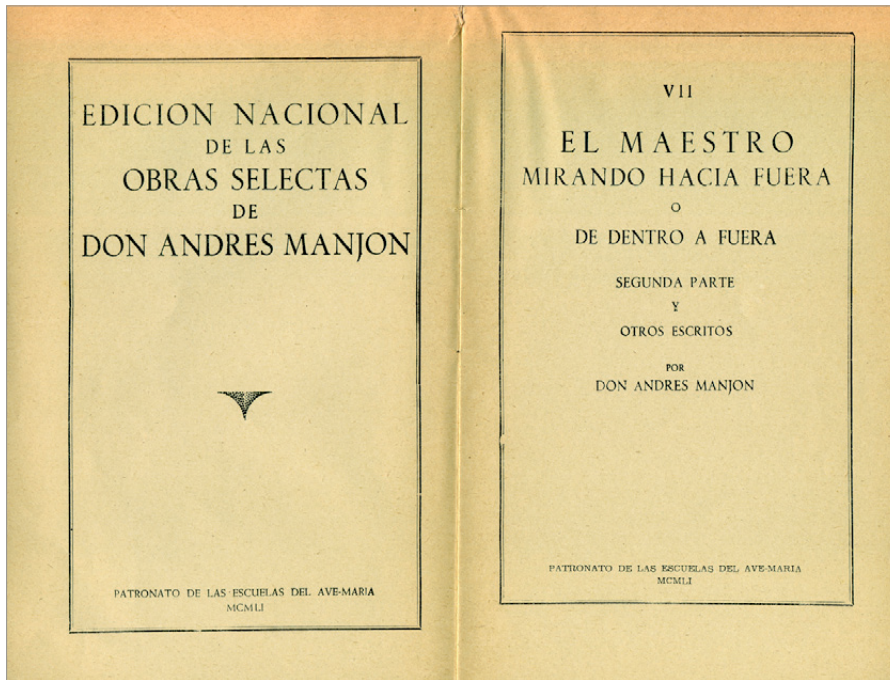 EDICION NACIONAL
DE LAS
OBRAS SELECTAS
DE
DON ANDRES MANJON
PATRONATO DE LAS ESCUELAS DEL AVE-MARIA
MCMLI
VII
EL MAESTRO
MIRANDO HACIA FUERA
O
DE DENTRO A FUERA
SEGUNDA PARTE
Y
OTROS ESCRITOS
POR
DON ANDRES MANJON
PATRONATO DE LAS ESCUELAS DEL AVE-MARIA
MCMLI